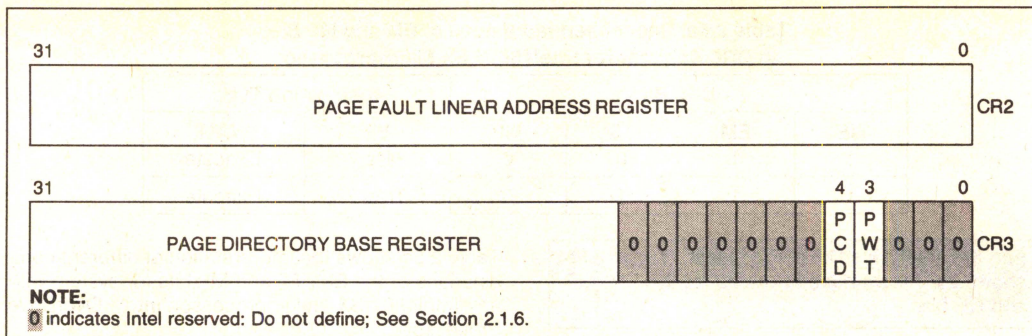 31 0
PAGE FAULT LINEAR ADDRESS REGISTER CR2
31 4 3 0
PAGE DIRECTORY BASE REGISTER 0 0 0 0 0 0 0 PCD PWT 0 0 0 CR3
NOTE:
0 indicates Intel reserved: Do not define; See Section 2.1.6.